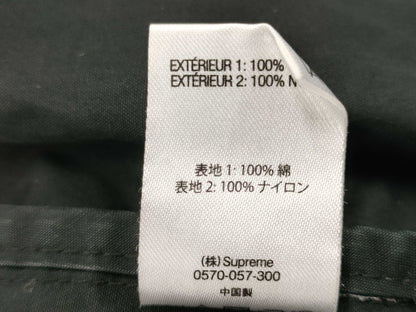 EXTÉRIEUR 1: 100%
EXTÉRIEUR 2: 100%
表地 1: 100% 綿
表地 2: 100% ナイロン
(株) Supreme
0570-057-300
中国製